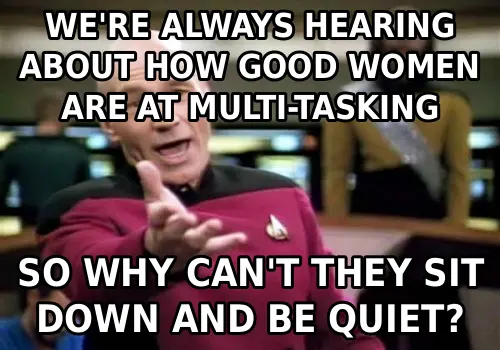 WE'RE ALWAYS HEARING
ABOUT HOW GOOD WOMEN
ARE AT MULTI-TASKING
SO WHY CAN'T THEY SIT
DOWN AND BE QUIET?